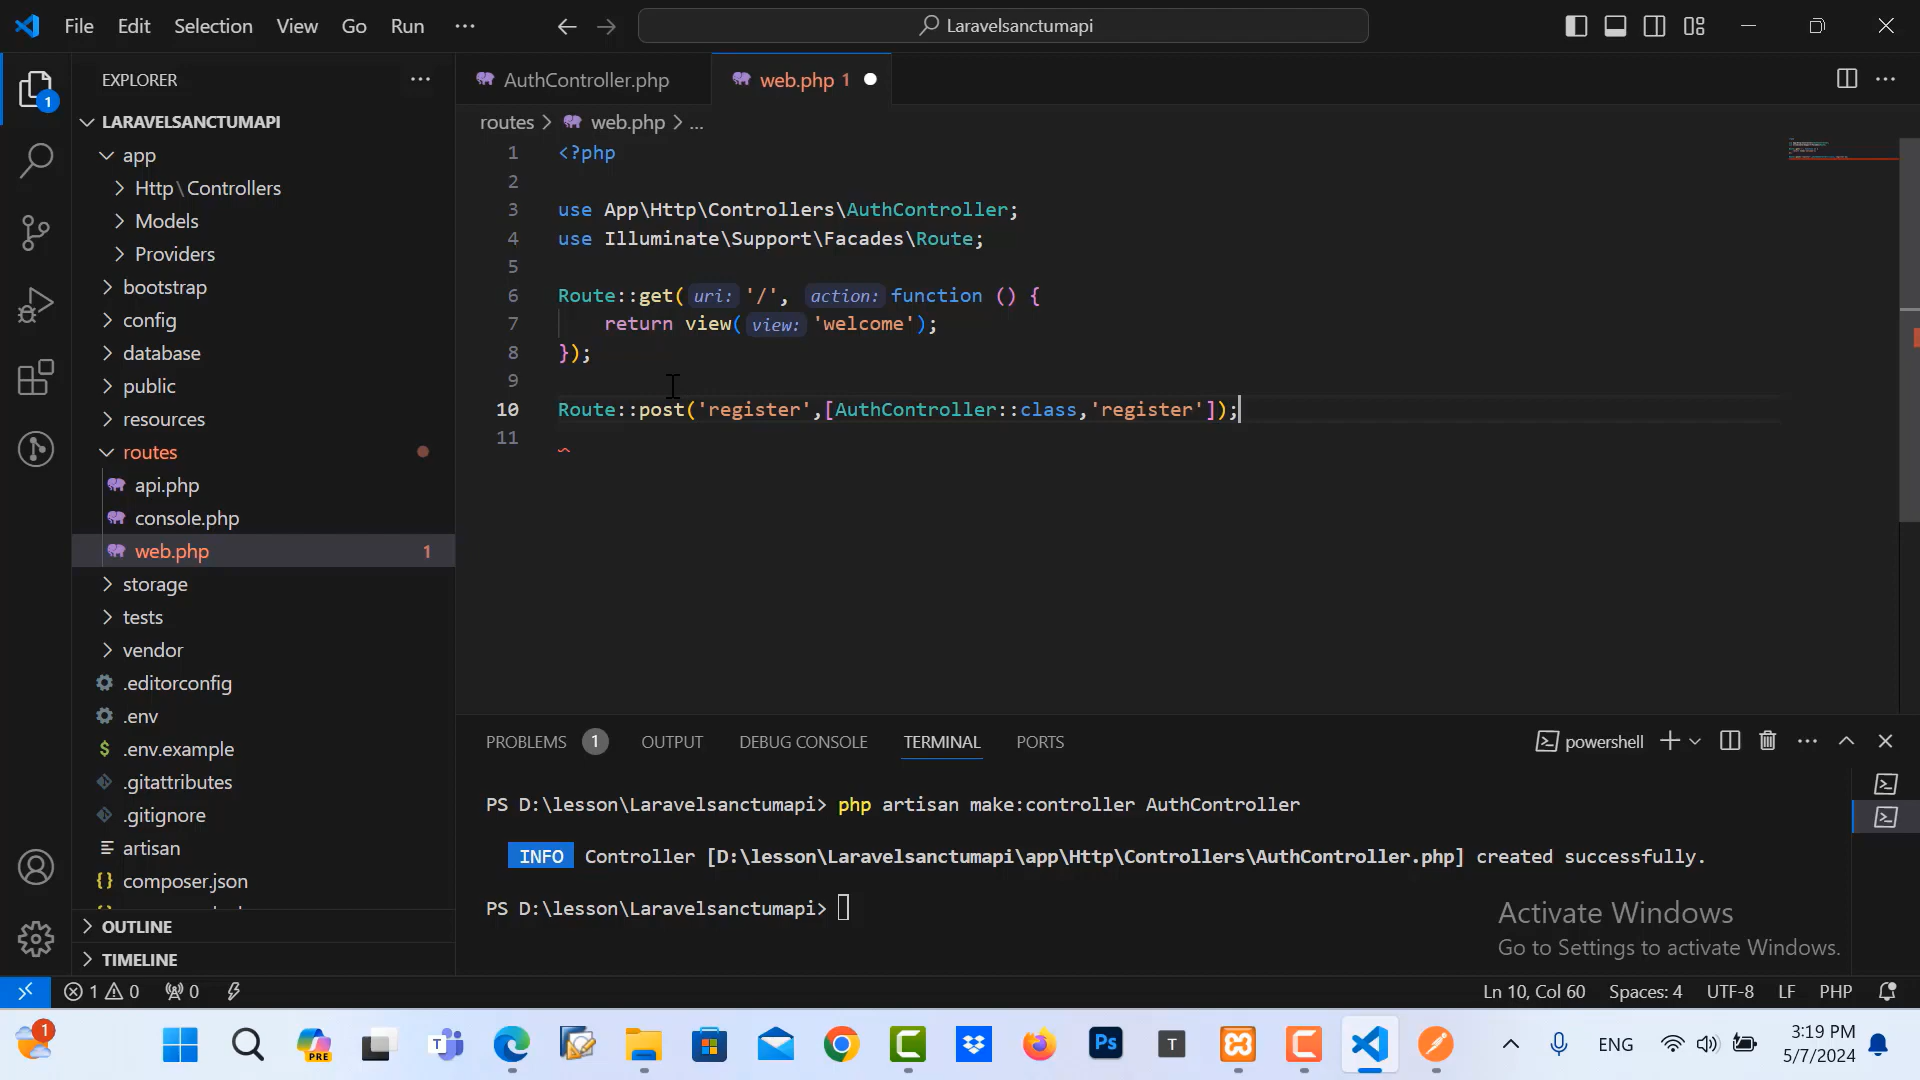 File Edit Selection View Go Run ··· Laravelsanctumapi
EXPLORER
LARAVELSANCTUMAPI
app
Http\Controllers
Models
Providers
bootstrap
config
database
public
resources
routes
api.php
console.php
web.php 1
storage
tests
vendor
.editorconfig
.env
.env.example
.gitattributes
.gitignore
artisan
composer.json
OUTLINE
TIMELINE
AuthController.php web.php 1
routes > web.php > ...
1 <?php
2
3 use App\Http\Controllers\AuthController;
4 use Illuminate\Support\Facades\Route;
5
6 Route::get(uri: '/', action: function () {
7 return view(view: 'welcome');
8 });
9
10 Route::post('register',[AuthController::class,'register']);
11
PROBLEMS 1 OUTPUT DEBUG CONSOLE TERMINAL PORTS powershell
PS D:\lesson\Laravelsanctumapi> php artisan make:controller AuthController
INFO Controller [D:\lesson\Laravelsanctumapi\app\Http\Controllers\AuthController.php] created successfully.
PS D:\lesson\Laravelsanctumapi>
Activate Windows
Go to Settings to activate Windows.
1 0 0 Ln 10, Col 60 Spaces: 4 UTF-8 LF PHP
1 PRE T Ps T ENG 3:19 PM
5/7/2024